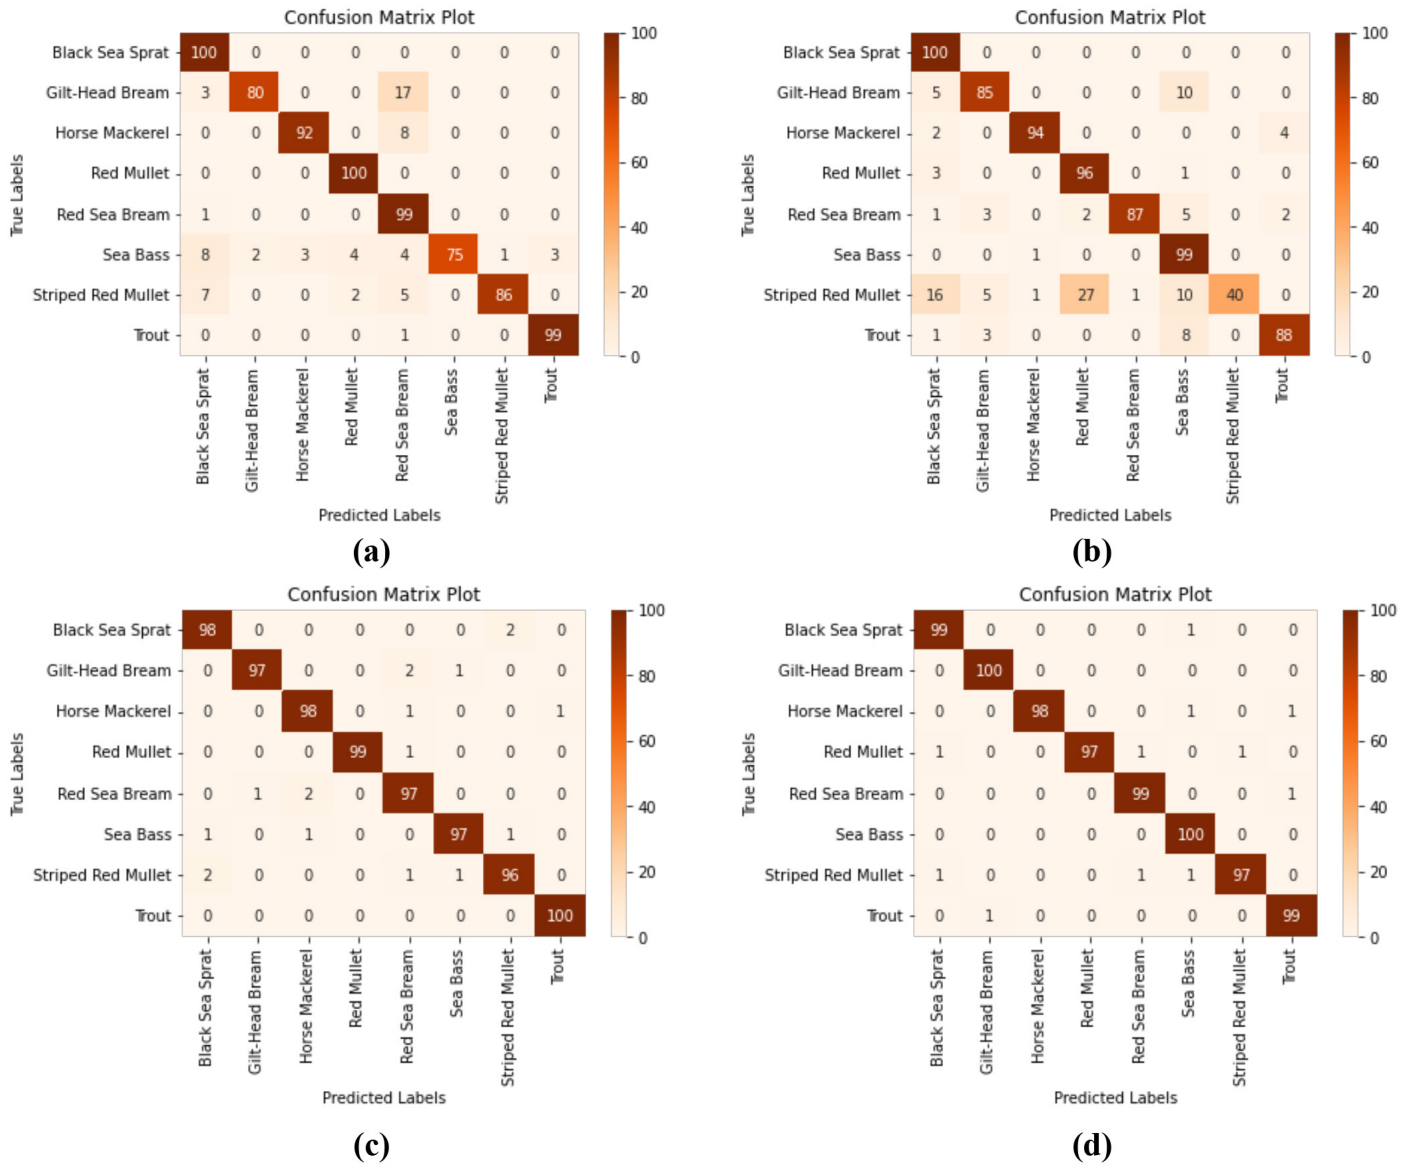 Confusion Matrix Plot
True Labels
Black Sea Sprat 100 0 0 0 0 0 0 0
Gilt-Head Bream 3 80 0 0 17 0 0 0
Horse Mackerel 0 0 92 0 8 0 0 0
Red Mullet 0 0 0 100 0 0 0 0
Red Sea Bream 1 0 0 0 99 0 0 0
Sea Bass 8 2 3 4 4 75 1 3
Striped Red Mullet 7 0 0 2 5 0 86 0
Trout 0 0 0 0 1 0 0 99
Black Sea Sprat
Gilt-Head Bream
Horse Mackerel
Red Mullet
Red Sea Bream
Sea Bass
Striped Red Mullet
Trout
Predicted Labels
100
80
60
40
20
0
(a)
Confusion Matrix Plot
True Labels
Black Sea Sprat 100 0 0 0 0 0 0 0
Gilt-Head Bream 5 85 0 0 0 10 0 0
Horse Mackerel 2 0 94 0 0 0 0 4
Red Mullet 3 0 0 96 0 1 0 0
Red Sea Bream 1 3 0 2 87 5 0 2
Sea Bass 0 0 1 0 0 99 0 0
Striped Red Mullet 16 5 1 27 1 10 40 0
Trout 1 3 0 0 0 8 0 88
Black Sea Sprat
Gilt-Head Bream
Horse Mackerel
Red Mullet
Red Sea Bream
Sea Bass
Striped Red Mullet
Trout
Predicted Labels
100
80
60
40
20
0
(b)
Confusion Matrix Plot
True Labels
Black Sea Sprat 98 0 0 0 0 0 2 0
Gilt-Head Bream 0 97 0 0 2 1 0 0
Horse Mackerel 0 0 98 0 1 0 0 1
Red Mullet 0 0 0 99 1 0 0 0
Red Sea Bream 0 1 2 0 97 0 0 0
Sea Bass 1 0 1 0 0 97 1 0
Striped Red Mullet 2 0 0 0 1 1 96 0
Trout 0 0 0 0 0 0 0 100
Black Sea Sprat
Gilt-Head Bream
Horse Mackerel
Red Mullet
Red Sea Bream
Sea Bass
Striped Red Mullet
Trout
Predicted Labels
100
80
60
40
20
0
(c)
Confusion Matrix Plot
True Labels
Black Sea Sprat 99 0 0 0 0 1 0 0
Gilt-Head Bream 0 100 0 0 0 0 0 0
Horse Mackerel 0 0 98 0 0 1 0 1
Red Mullet 1 0 0 97 1 0 1 0
Red Sea Bream 0 0 0 0 99 0 0 1
Sea Bass 0 0 0 0 0 100 0 0
Striped Red Mullet 1 0 0 0 1 1 97 0
Trout 0 1 0 0 0 0 0 99
Black Sea Sprat
Gilt-Head Bream
Horse Mackerel
Red Mullet
Red Sea Bream
Sea Bass
Striped Red Mullet
Trout
Predicted Labels
100
80
60
40
20
0
(d)